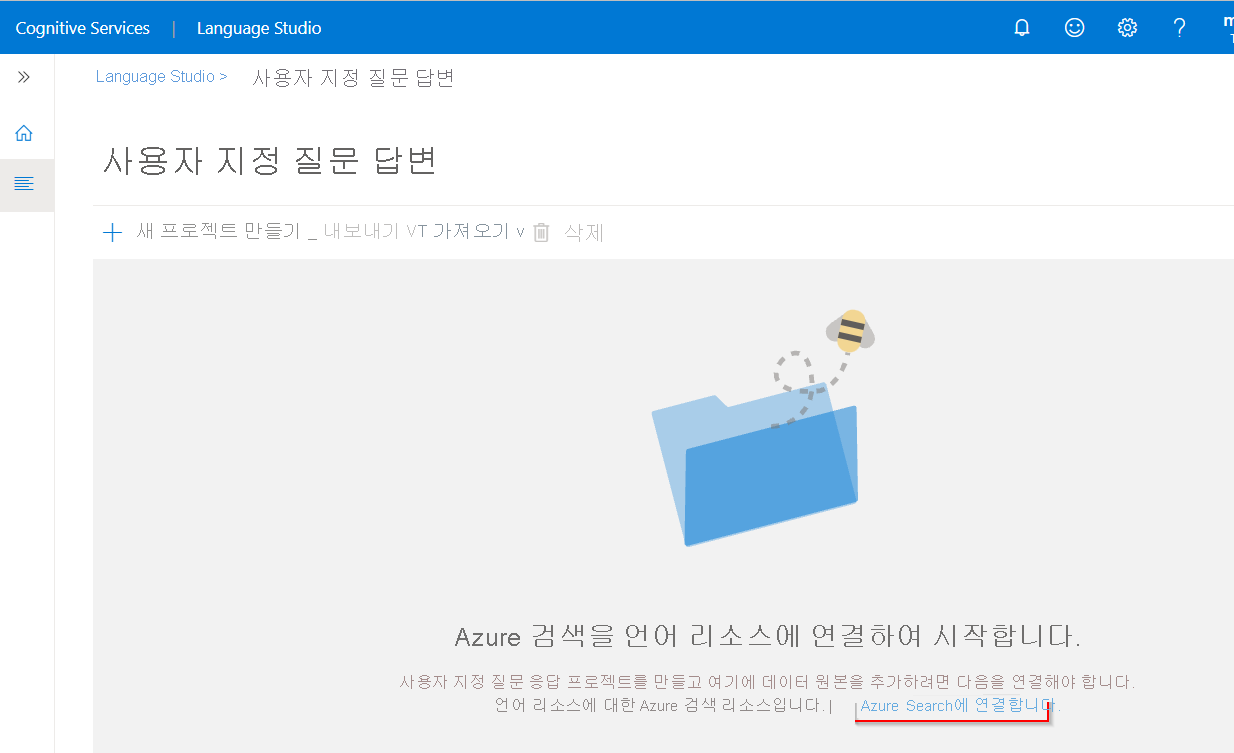 Cognitive Services | Language Studio
Language Studio > 사용자 지정 질문 답변
사용자 지정 질문 답변
새 프로젝트 만들기 _ 내보내기 VT 가져오기 v 삭제
Azure 검색을 언어 리소스에 연결하여 시작합니다.
사용자 지정 질문 응답 프로젝트를 만들고 여기에 데이터 원본을 추가하려면 다음을 연결해야 합니다.
언어 리소스에 대한 Azure 검색 리소스입니다. | Azure Search에 연결합니다.